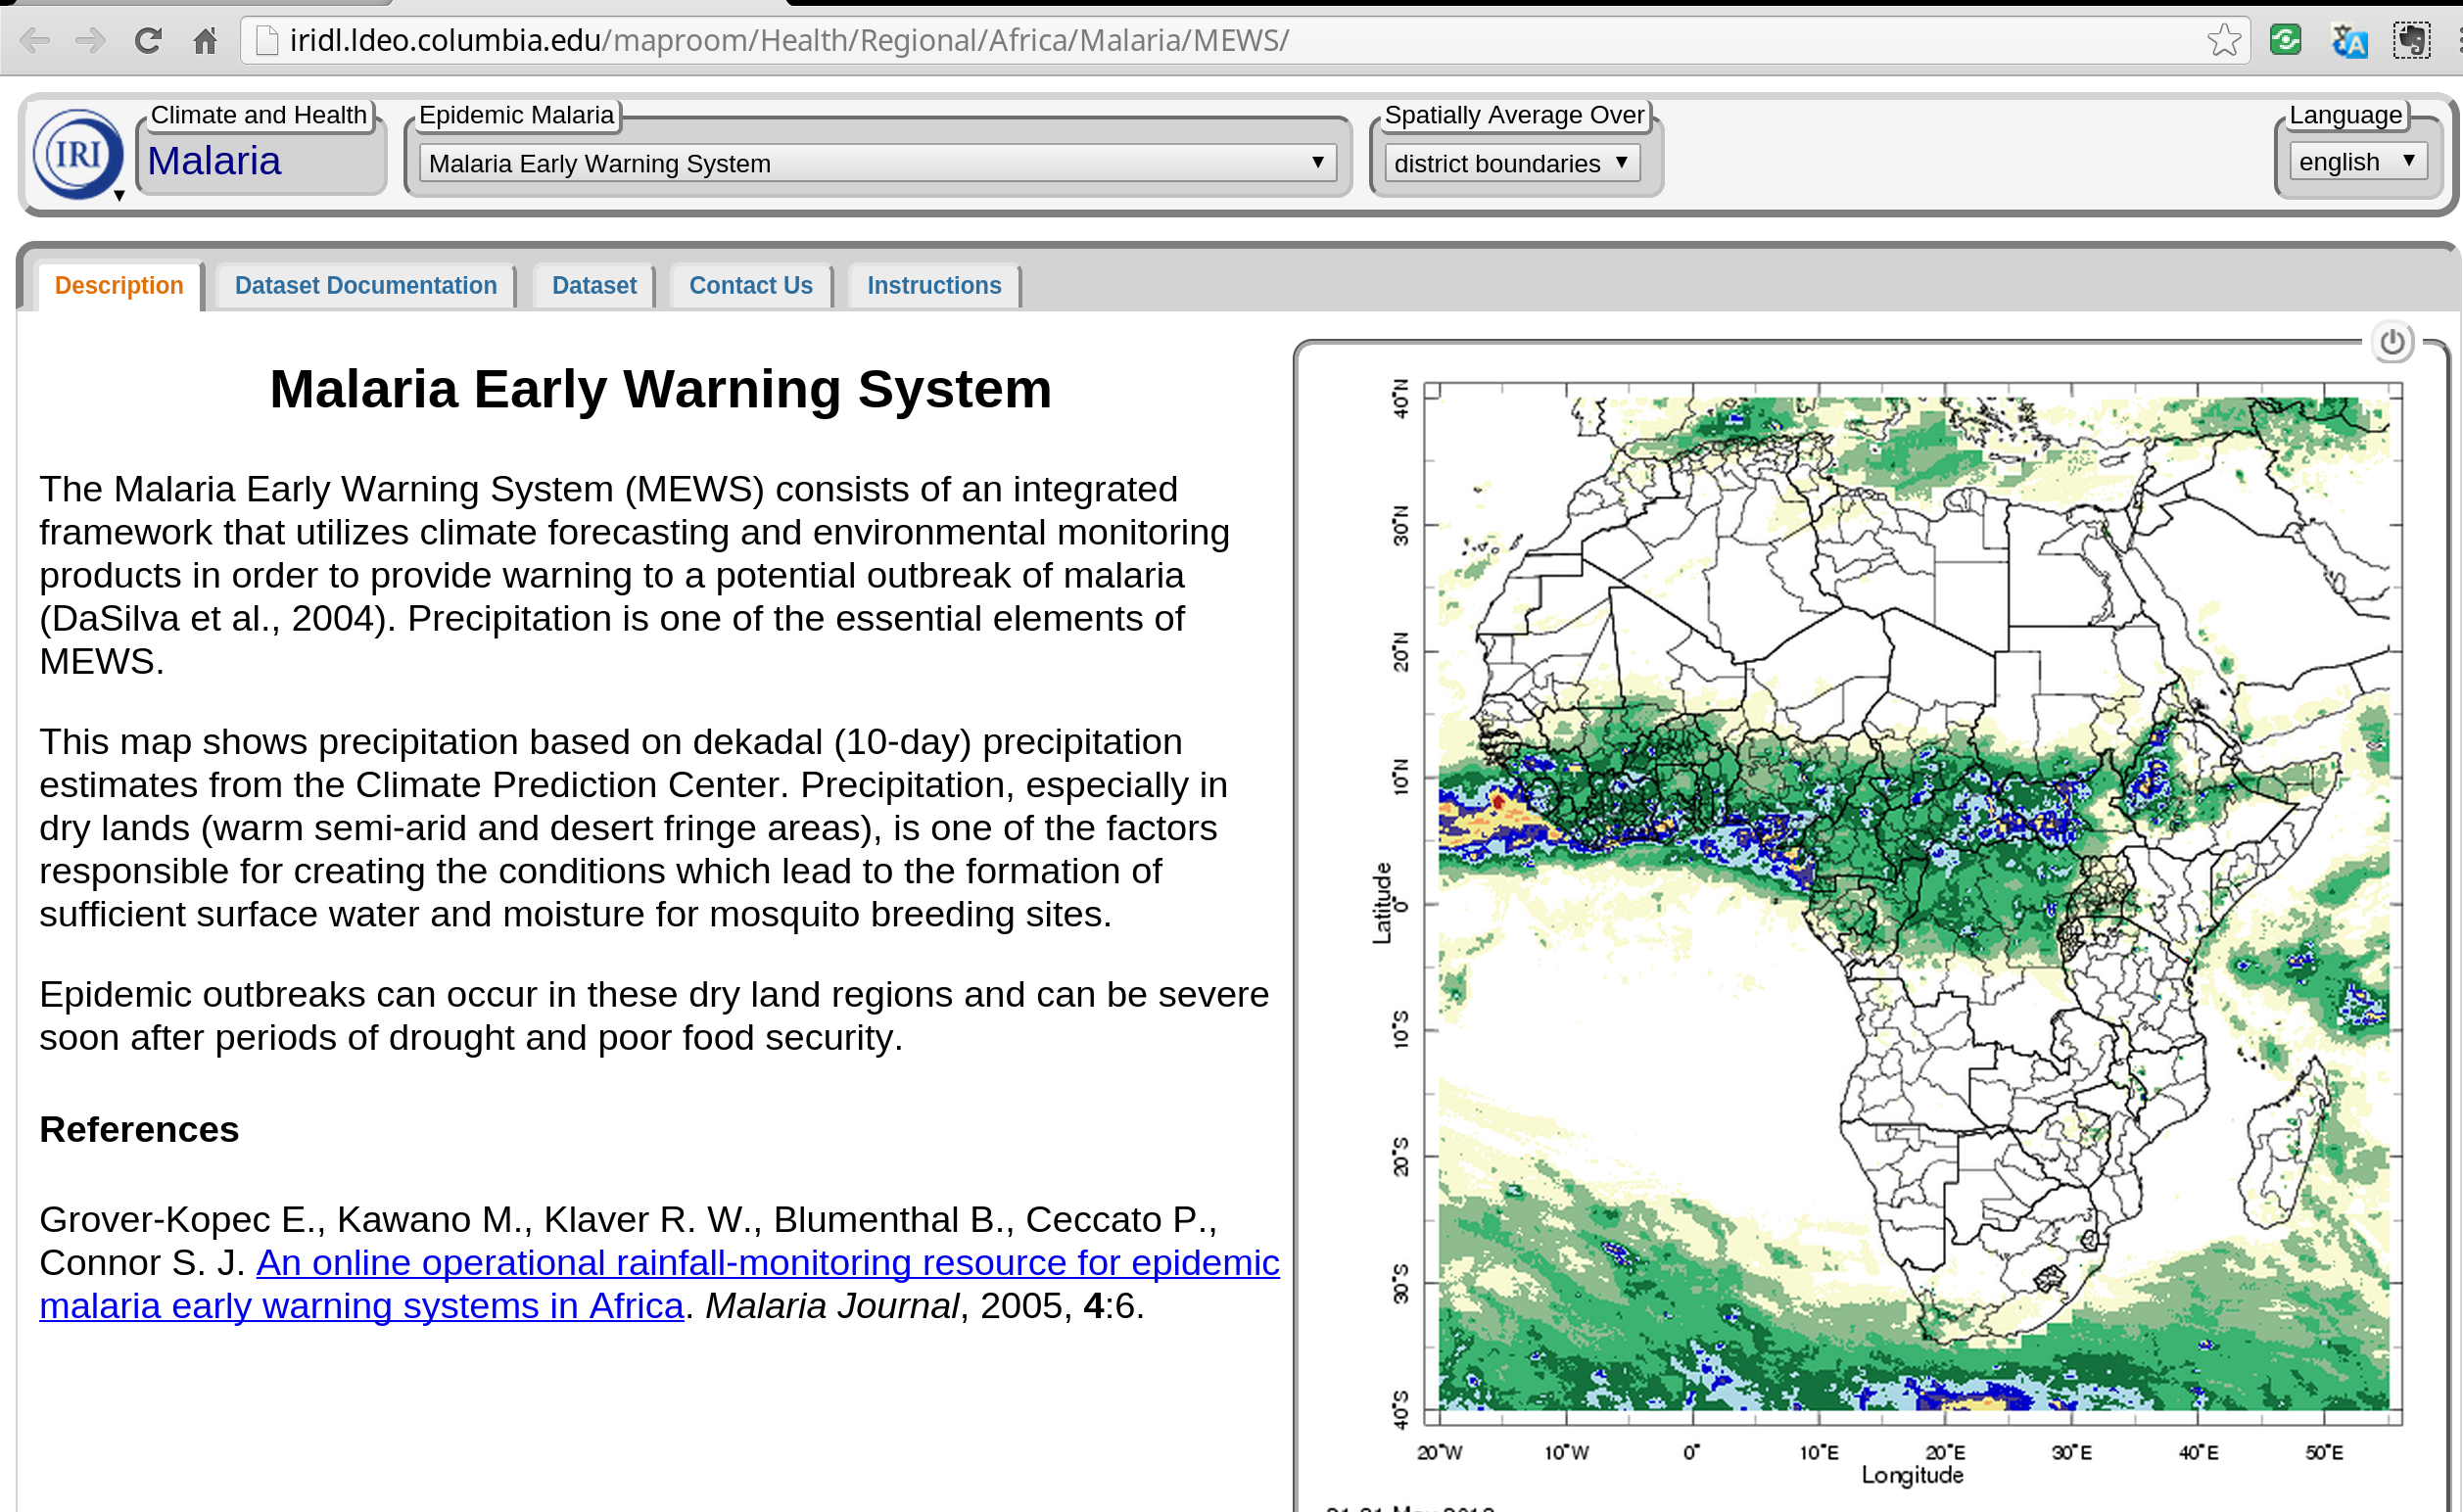 iridl.ldeo.columbia.edu/maproom/Health/Regional/Africa/Malaria/MEWS/
IRI
Climate and Health
Malaria
Epidemic Malaria
Malaria Early Warning System
Spatially Average Over
district boundaries
Language
english
Description
Dataset Documentation
Dataset
Contact Us
Instructions
Malaria Early Warning System
The Malaria Early Warning System (MEWS) consists of an integrated
framework that utilizes climate forecasting and environmental monitoring
products in order to provide warning to a potential outbreak of malaria
(DaSilva et al., 2004). Precipitation is one of the essential elements of
MEWS.
This map shows precipitation based on dekadal (10-day) precipitation
estimates from the Climate Prediction Center. Precipitation, especially in
dry lands (warm semi-arid and desert fringe areas), is one of the factors
responsible for creating the conditions which lead to the formation of
sufficient surface water and moisture for mosquito breeding sites.
Epidemic outbreaks can occur in these dry land regions and can be severe
soon after periods of drought and poor food security.
References
Grover-Kopec E., Kawano M., Klaver R. W., Blumenthal B., Ceccato P.,
Connor S. J. An online operational rainfall-monitoring resource for epidemic
malaria early warning systems in Africa. Malaria Journal, 2005, 4:6.
40°N
30°N
20°N
10°N
0°
10°S
20°S
30°S
40°S
Latitude
20°W
10°W
0°
10°E
20°E
30°E
40°E
50°E
Longitude